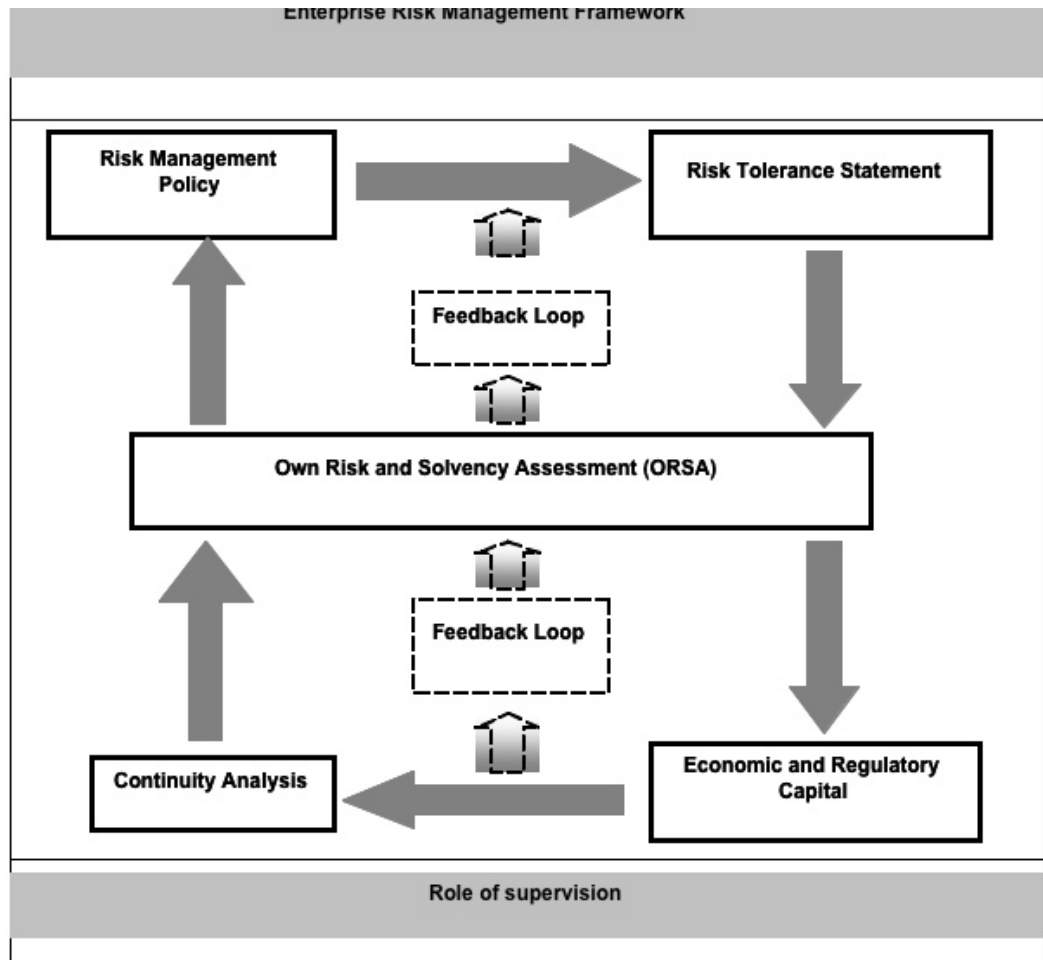 Enterprise Risk Management Framework
Risk Management
Policy
Risk Tolerance Statement
Feedback Loop
Own Risk and Solvency Assessment (ORSA)
Feedback Loop
Continuity Analysis
Economic and Regulatory
Capital
Role of supervision